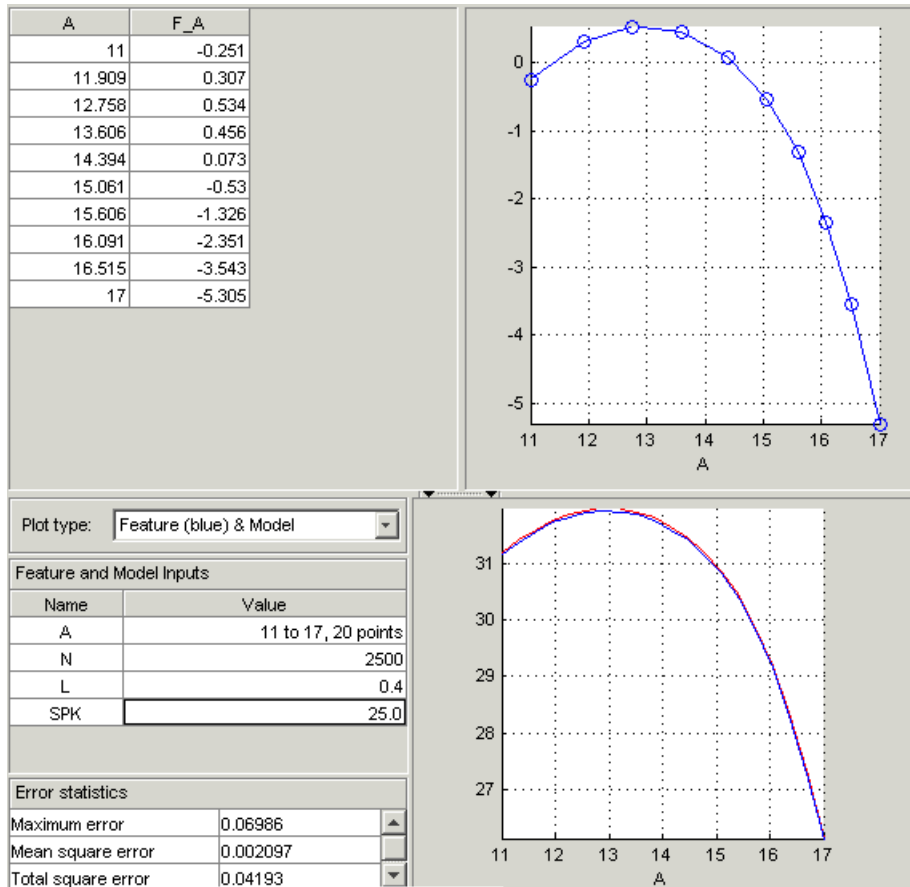 A F_A
11 -0.251
11.909 0.307
12.758 0.534
13.606 0.456
14.394 0.073
15.061 -0.53
15.606 -1.326
16.091 -2.351
16.515 -3.543
17 -5.305
0
-1
-2
-3
-4
-5
11 12 13 14 15 16 17
A
Plot type: Feature (blue) & Model
Feature and Model Inputs
Name Value
A 11 to 17, 20 points
N 2500
L 0.4
SPK 25.0
Error statistics
Maximum error 0.06986
Mean square error 0.002097
Total square error 0.04193
31
30
29
28
27
11 12 13 14 15 16 17
A